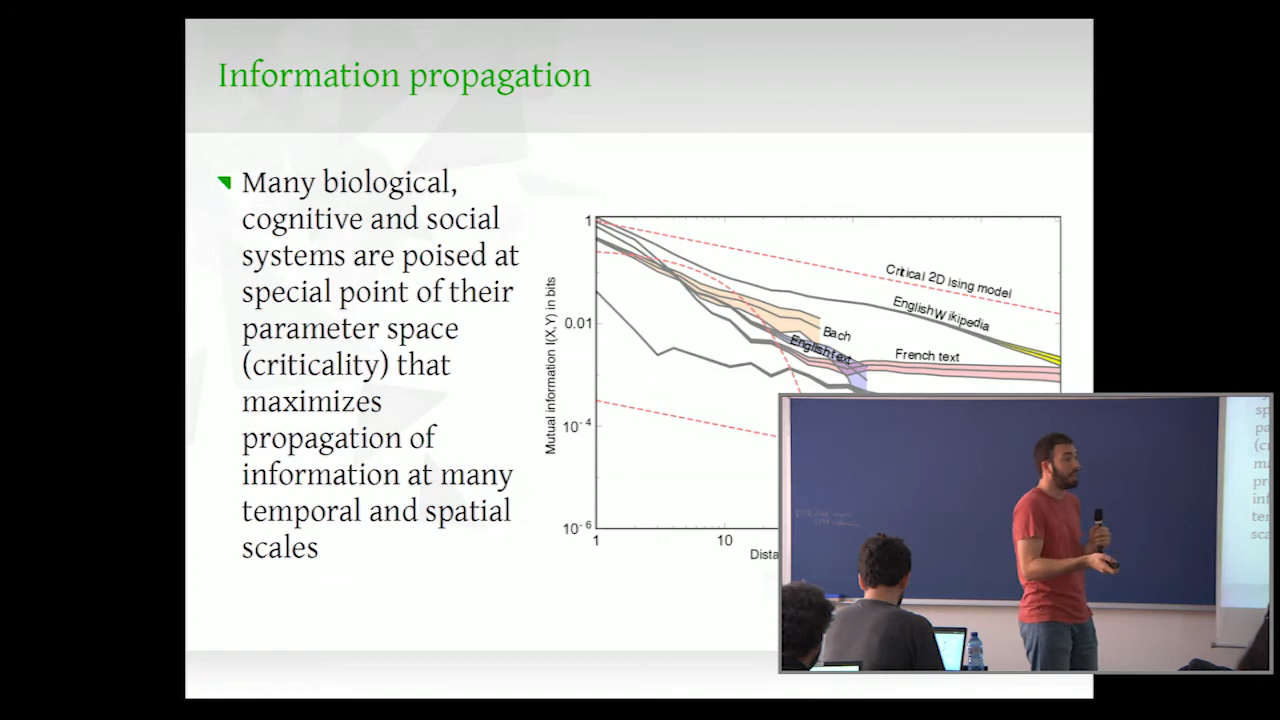 Information propagation
Many biological,
cognitive and social
systems are poised at
special point of their
parameter space
(criticality) that
maximizes
propagation of
information at many
temporal and spatial
scales
Mutual information I(X,Y) in bits
1
0.01
10-4
10-6
1
10
Critical 2D Ising model
English Wikipedia
Bach
English text
French text